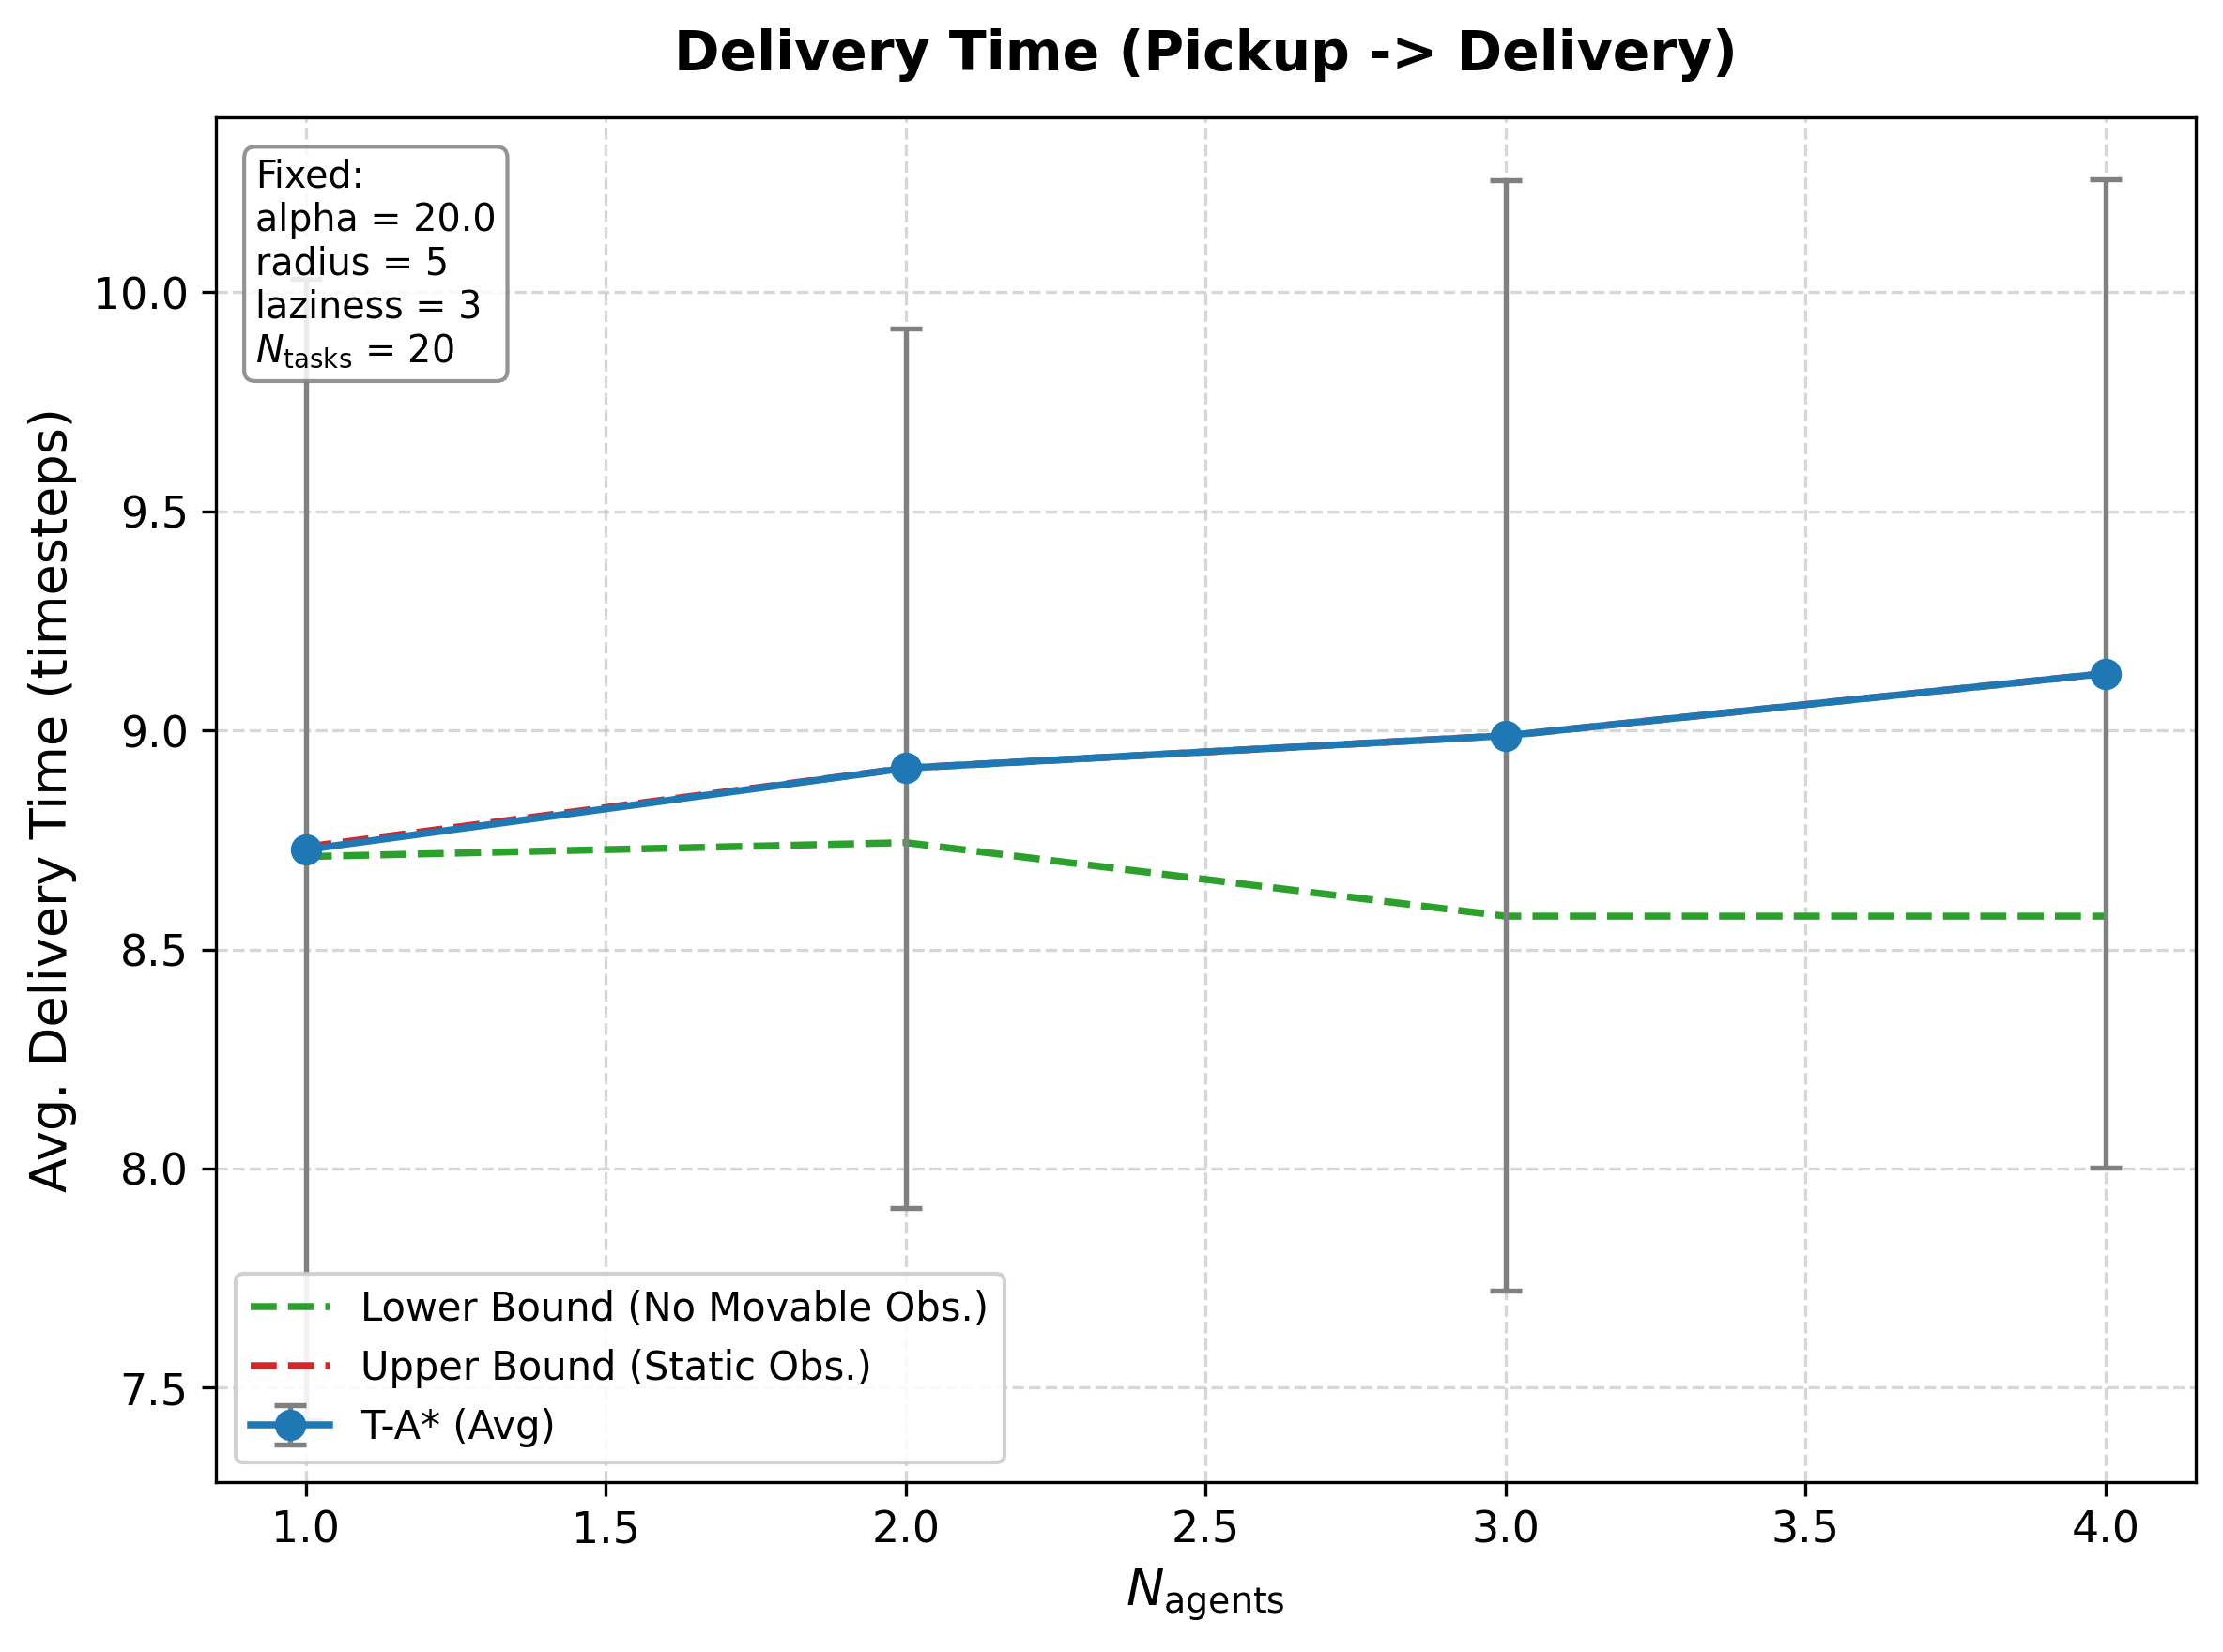 Delivery Time (Pickup -> Delivery)
Fixed:
alpha = 20.0
radius = 5
laziness = 3
N_tasks = 20
Avg. Delivery Time (timesteps)
10.0
9.5
9.0
8.5
8.0
7.5
Lower Bound (No Movable Obs.)
Upper Bound (Static Obs.)
T-A* (Avg)
1.0 1.5 2.0 2.5 3.0 3.5 4.0
N_agents